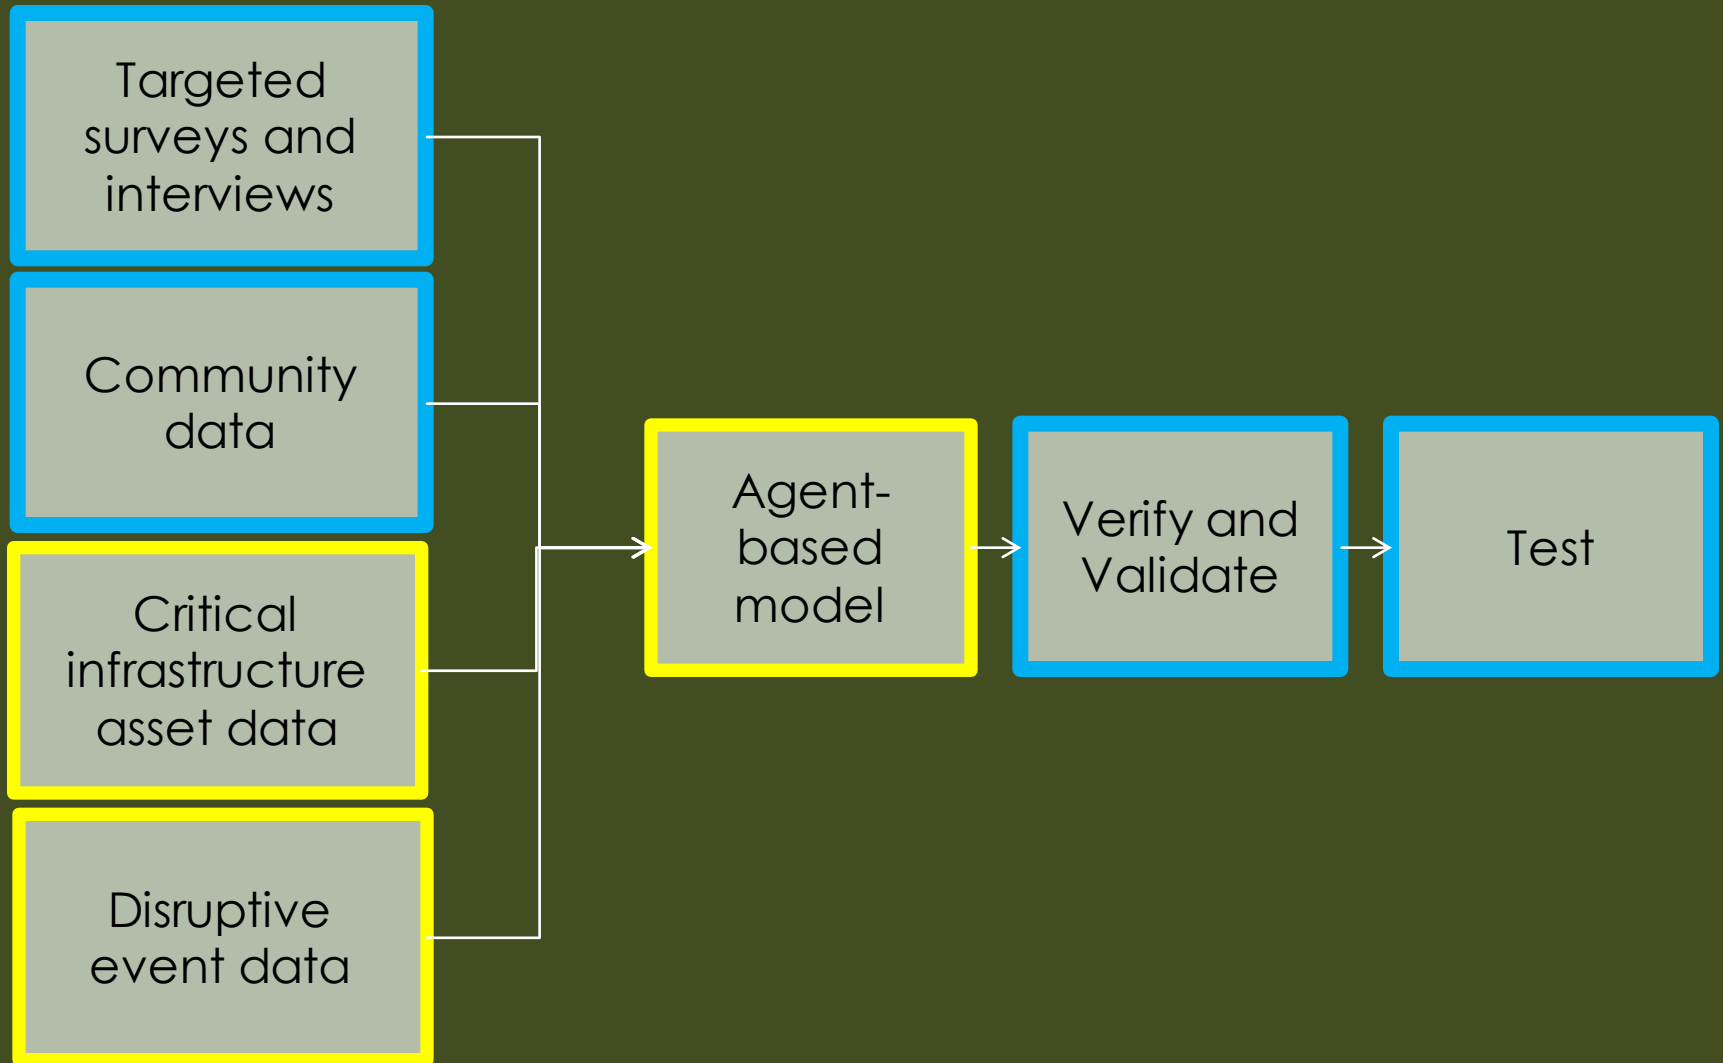 Targeted
surveys and
interviews
Community
data
Critical
infrastructure
asset data
Disruptive
event data
Agent-
based
model
Verify and
Validate
Test